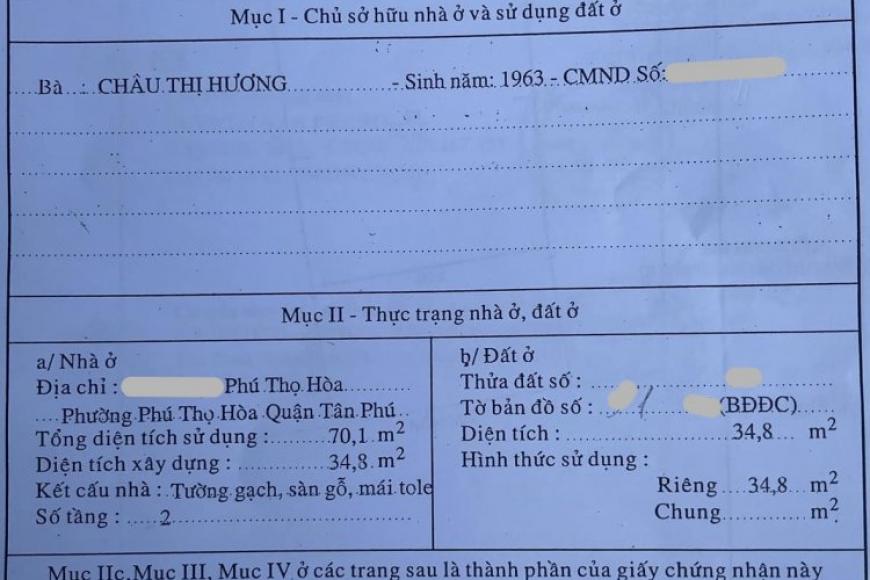 Mục I - Chủ sở hữu nhà ở và sử dụng đất ở
Bà : CHÂU THỊ HƯƠNG - Sinh năm: 1963 - CMND Số:
Mục II - Thực trạng nhà ở, đất ở
a/ Nhà ở
Địa chỉ : Phú Thọ Hòa
Phường Phú Thọ Hòa Quận Tân Phú
Tổng diện tích sử dụng : 70,1 m²
Diện tích xây dựng : 34,8 m²
Kết cấu nhà : Tường gạch, sàn gỗ, mái tole
Số tầng : 2
b/ Đất ở
Thửa đất số :
Tờ bản đồ số : (BĐĐC)
Diện tích : 34,8 m²
Hình thức sử dụng :
Riêng 34,8 m²
Chung m²
Mục IIc, Mục III, Mục IV ở các trang sau là thành phần của giấy chứng nhận này